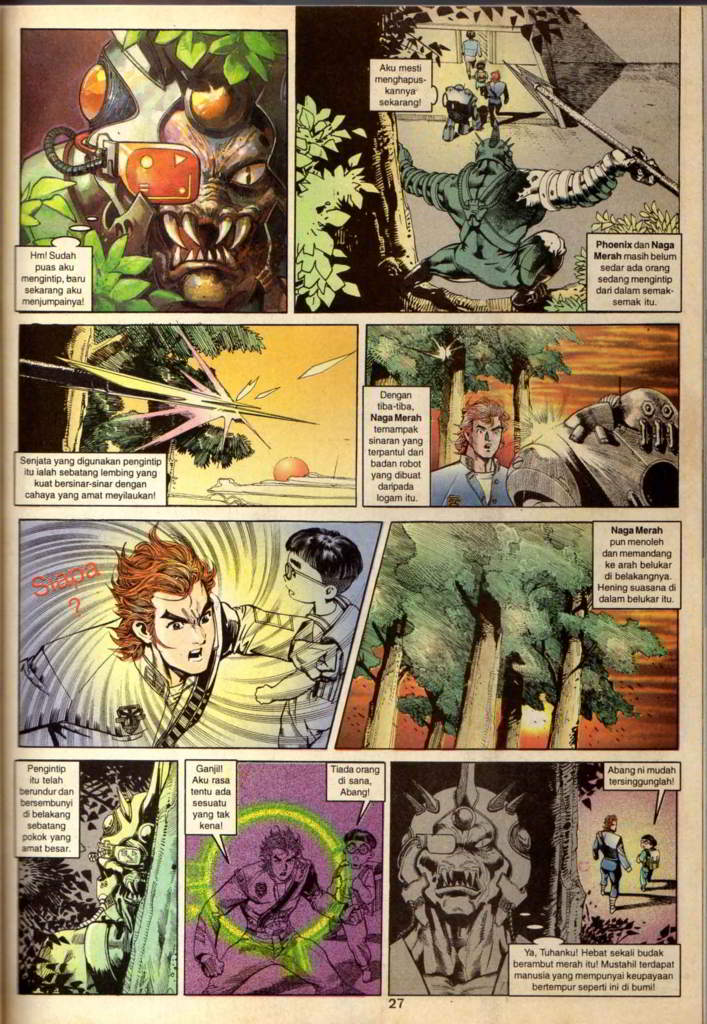 Hm! Sudah
puas aku
mengintip, baru
sekarang aku
menjumpainya!
Aku mesti
menghapus-
kannya
sekarang!
Phoenix dan Naga
Merah masih belum
sedar ada orang
sedang mengintip
dari dalam semak-
semak itu.
Senjata yang digunakan pengintip
itu ialah sebatang lembing yang
kuat bersinar-sinar dengan
cahaya yang amat meyilaukan!
Dengan
tiba-tiba,
Naga Merah
ternampak
sinaran yang
terpantul dari
badan robot
yang dibuat
daripada
logam itu.
Siapa
?
Naga Merah
pun menoleh
dan memandang
ke arah belukar
di belakangnya.
Hening suasana di
dalam belukar itu.
Pengintip
itu telah
berundur dan
bersembunyi
di belakang
sebatang
pokok yang
amat besar.
Ganjil!
Aku rasa
tentu ada
sesuatu
yang tak
kena!
Tiada orang
di sana,
Abang!
Abang ni mudah
tersinggunglah!
Ya, Tuhanku! Hebat sekali budak
berambut merah itu! Mustahil terdapat
manusia yang mempunyai keupayaan
bertempur seperti ini di bumi!
27